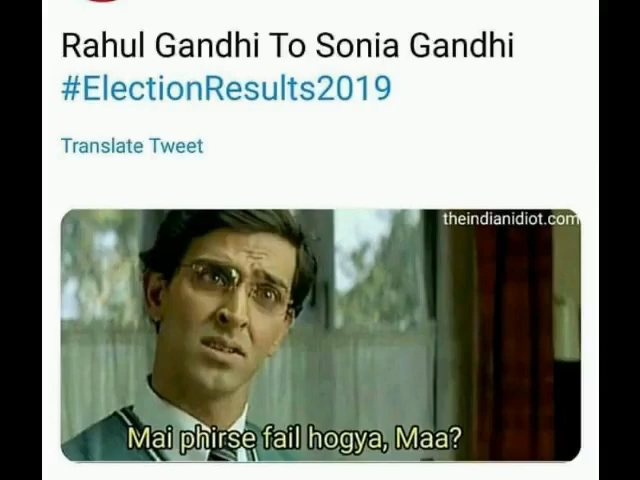 Rahul Gandhi To Sonia Gandhi
#ElectionResults2019
Translate Tweet
theindianidiot.com
Mai phirse fail hogya, Maa?